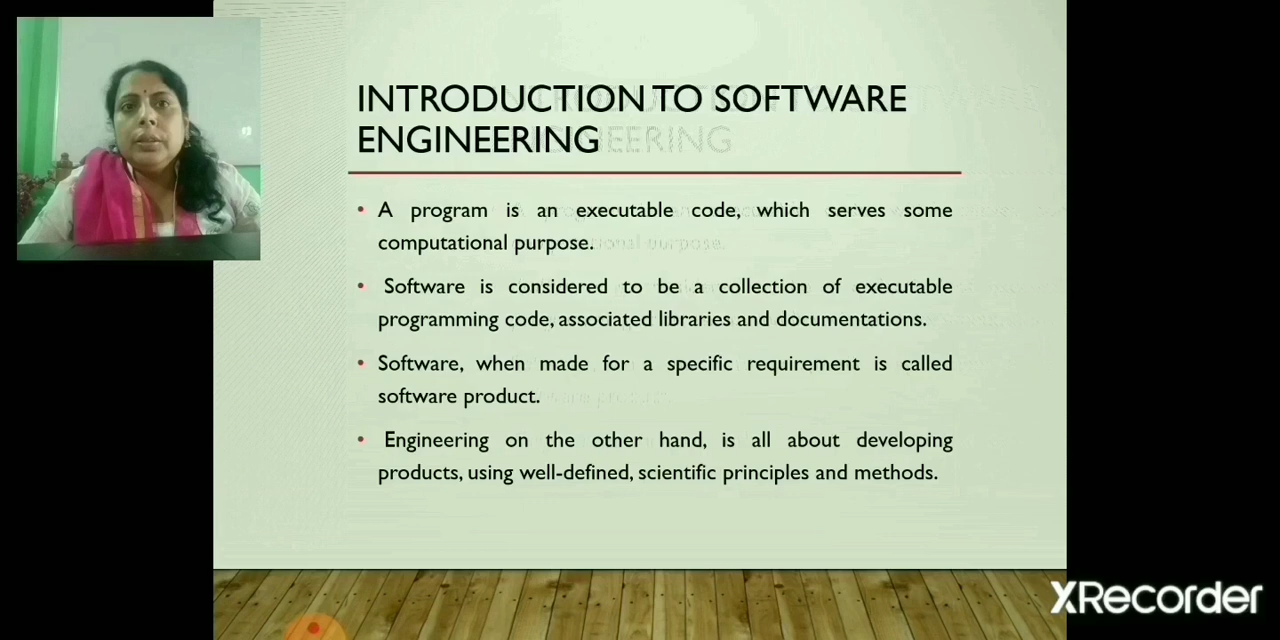 INTRODUCTION TO SOFTWARE
ENGINEERING
• A program is an executable code, which serves some
computational purpose.
• Software is considered to be a collection of executable
programming code, associated libraries and documentations.
• Software, when made for a specific requirement is called
software product.
• Engineering on the other hand, is all about developing
products, using well-defined, scientific principles and methods.
XRecorder